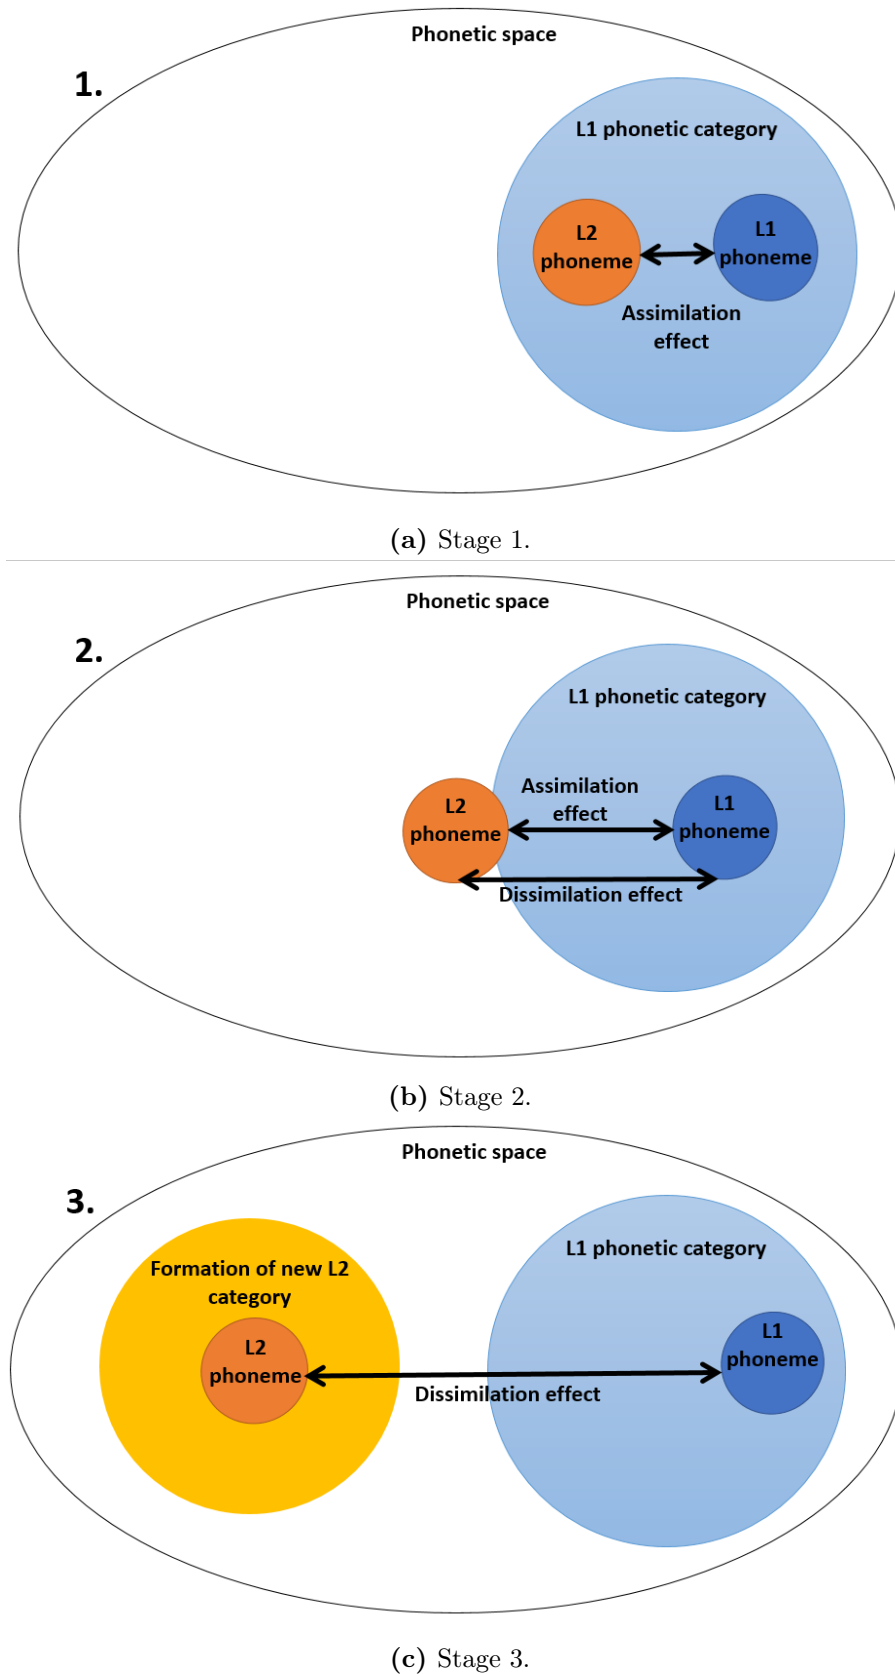 Phonetic space
1.
L1 phonetic category
L2
phoneme
L1
phoneme
Assimilation
effect
(a) Stage 1.
Phonetic space
2.
L1 phonetic category
Assimilation
effect
L2
phoneme
L1
phoneme
Dissimilation effect
(b) Stage 2.
Phonetic space
3.
Formation of new L2
category
L1 phonetic category
L2
phoneme
L1
phoneme
Dissimilation effect
(c) Stage 3.